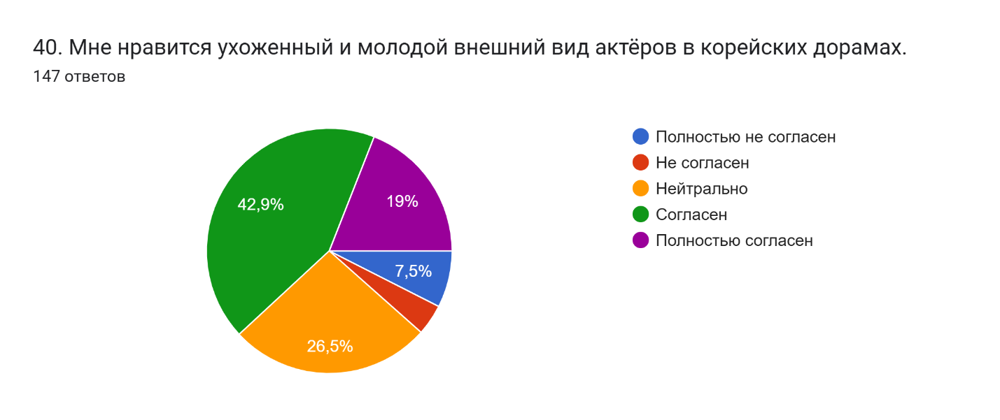 40. Мне нравится ухоженный и молодой внешний вид актёров в корейских дорамах.
147 ответов
42,9%
19%
7,5%
26,5%
Полностью не согласен
Не согласен
Нейтрально
Согласен
Полностью согласен